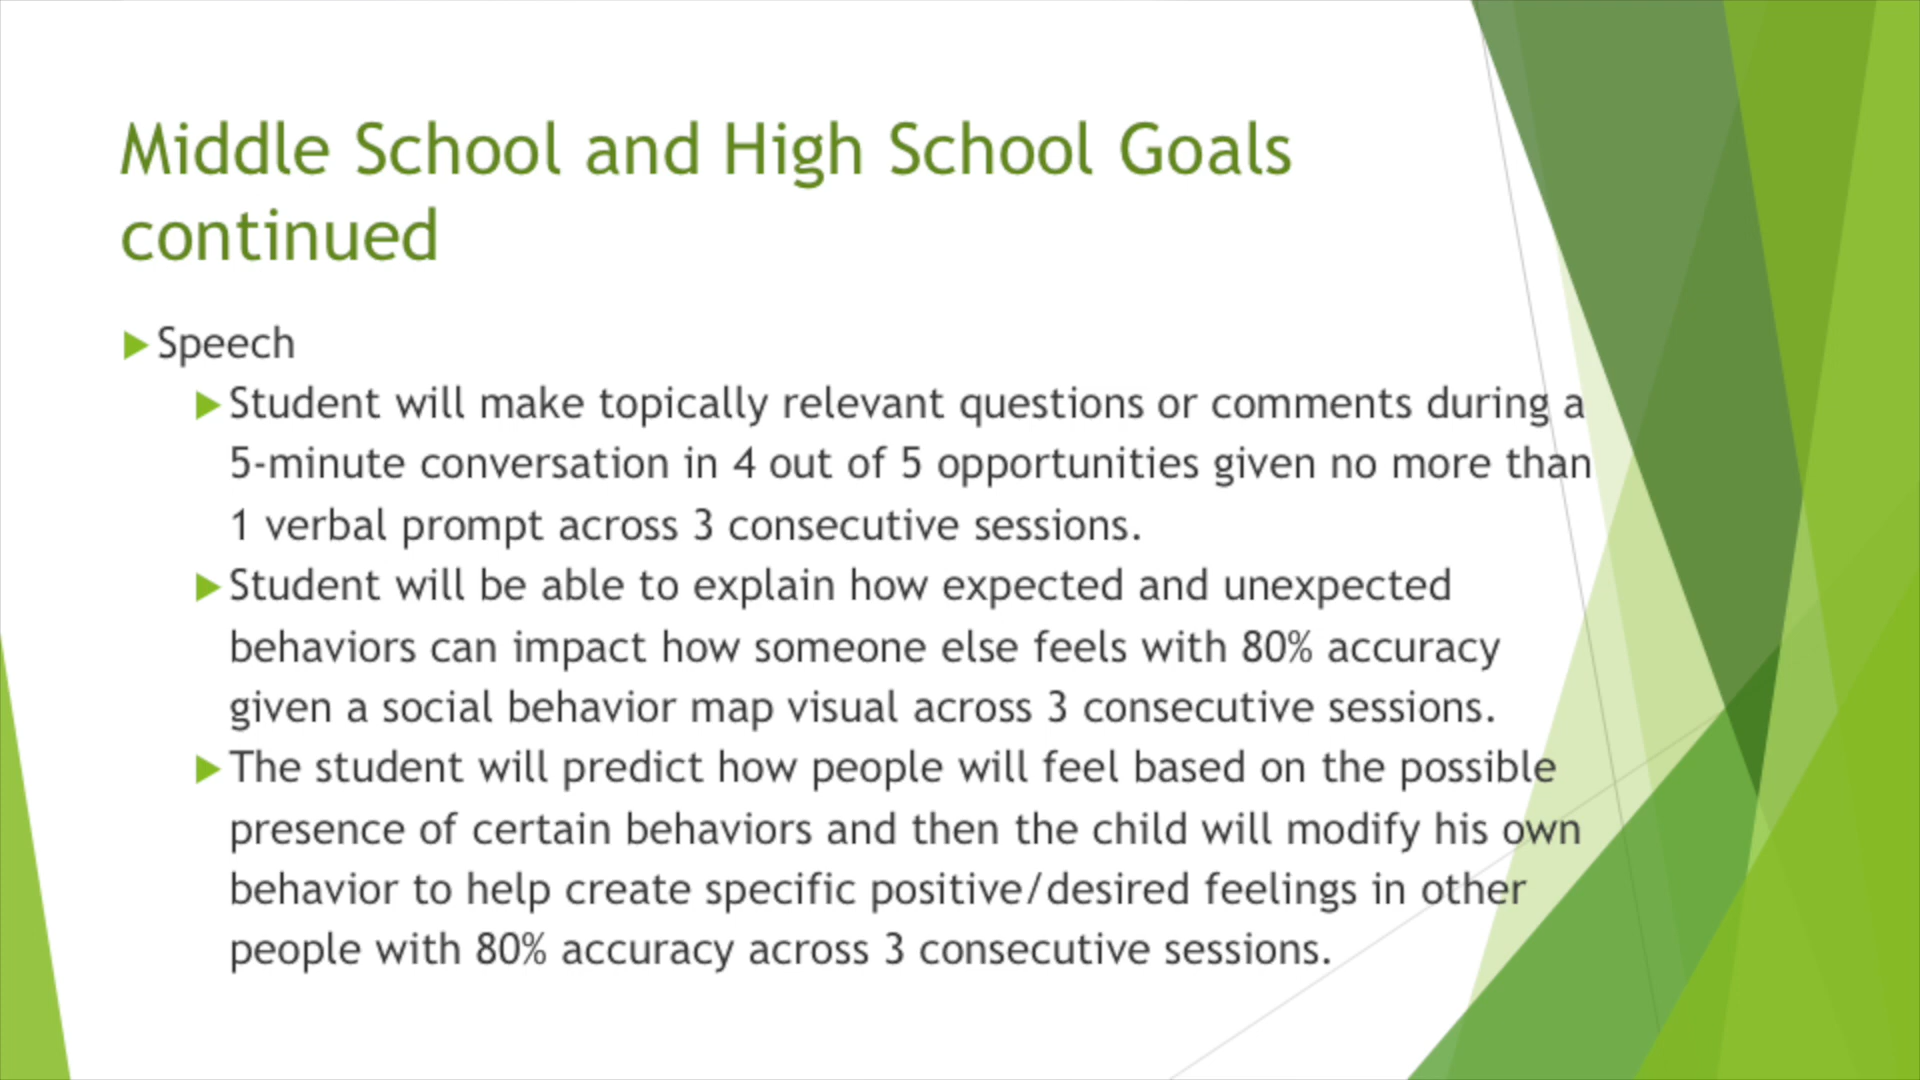 Middle School and High School Goals
continued
Speech
Student will make topically relevant questions or comments during a
5-minute conversation in 4 out of 5 opportunities given no more than
1 verbal prompt across 3 consecutive sessions.
Student will be able to explain how expected and unexpected
behaviors can impact how someone else feels with 80% accuracy
given a social behavior map visual across 3 consecutive sessions.
The student will predict how people will feel based on the possible
presence of certain behaviors and then the child will modify his own
behavior to help create specific positive/desired feelings in other
people with 80% accuracy across 3 consecutive sessions.